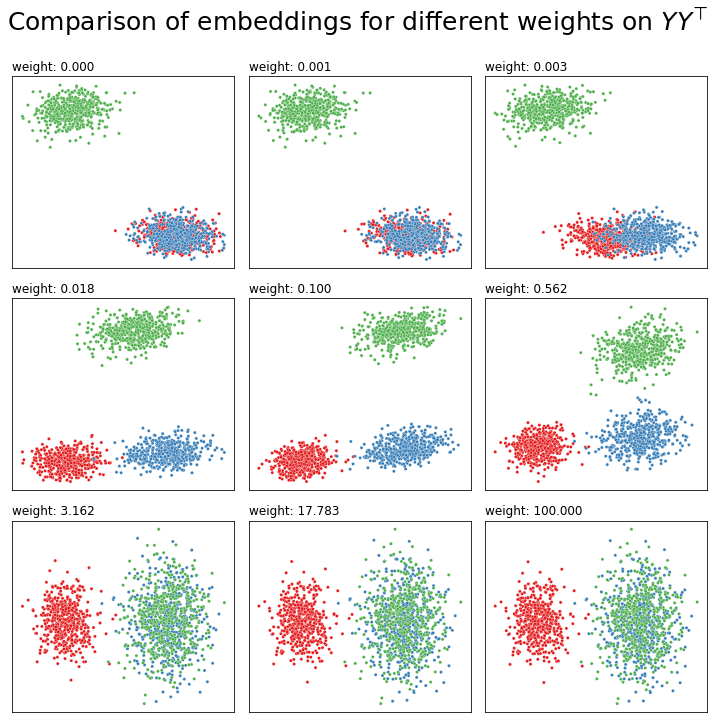 Comparison of embeddings for different weights on YY⊤
weight: 0.000
weight: 0.001
weight: 0.003
weight: 0.018
weight: 0.100
weight: 0.562
weight: 3.162
weight: 17.783
weight: 100.000